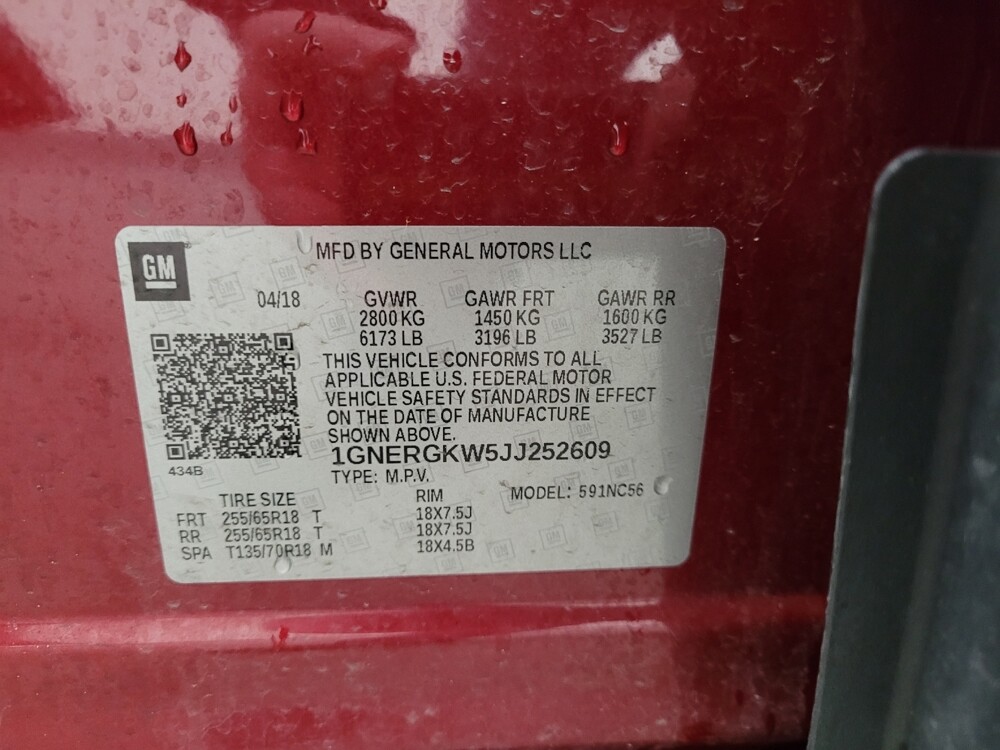 GM
MFD BY GENERAL MOTORS LLC
04/18 GVWR GAWR FRT GAWR RR
2800 KG 1450 KG 1600 KG
6173 LB 3196 LB 3527 LB
THIS VEHICLE CONFORMS TO ALL
APPLICABLE U.S. FEDERAL MOTOR
VEHICLE SAFETY STANDARDS IN EFFECT
ON THE DATE OF MANUFACTURE
SHOWN ABOVE.
434B
1GNERGKW5JJ252609
TYPE: M.P.V.
TIRE SIZE RIM MODEL: 591NC56
FRT 255/65R18 T 18X7.5J
RR 255/65R18 T 18X7.5J
SPA T135/70R18 M 18X4.5B